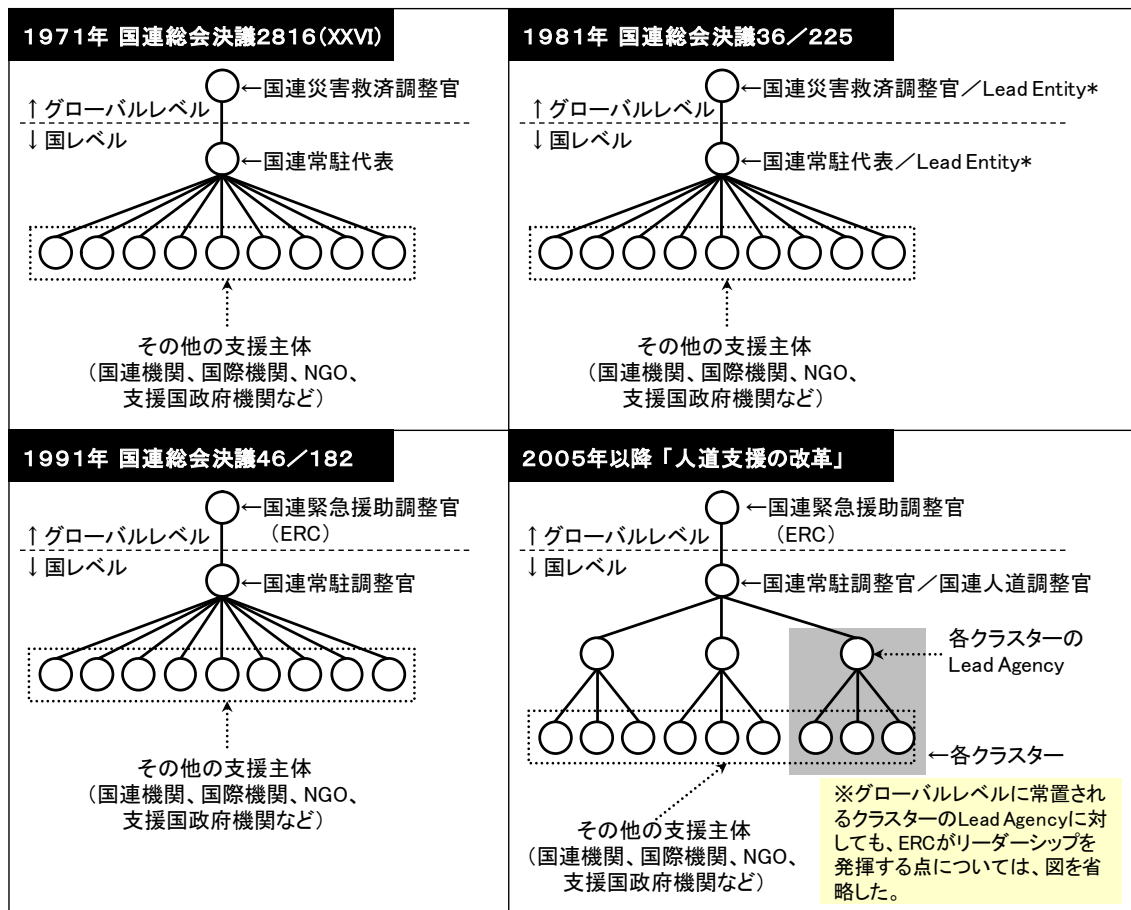 1971年 国連総会決議2816(XXVI)
←国連災害救済調整官
↑グローバルレベル
↓国レベル
←国連常駐代表
その他の支援主体
(国連機関、国際機関、NGO、
支援国政府機関など)
1981年 国連総会決議36/225
←国連災害救済調整官/Lead Entity*
↑グローバルレベル
↓国レベル
←国連常駐代表/Lead Entity*
その他の支援主体
(国連機関、国際機関、NGO、
支援国政府機関など)
1991年 国連総会決議46/182
←国連緊急援助調整官
(ERC)
↑グローバルレベル
↓国レベル
←国連常駐調整官
その他の支援主体
(国連機関、国際機関、NGO、
支援国政府機関など)
2005年以降「人道支援の改革」
←国連緊急援助調整官
(ERC)
↑グローバルレベル
↓国レベル
←国連常駐調整官/国連人道調整官
各クラスターの
Lead Agency
←各クラスター
その他の支援主体
(国連機関、国際機関、NGO、
支援国政府機関など)
※グローバルレベルに常置され
るクラスターのLead Agencyに対
しても、ERCがリーダーシップを
発揮する点については、図を省
略した。